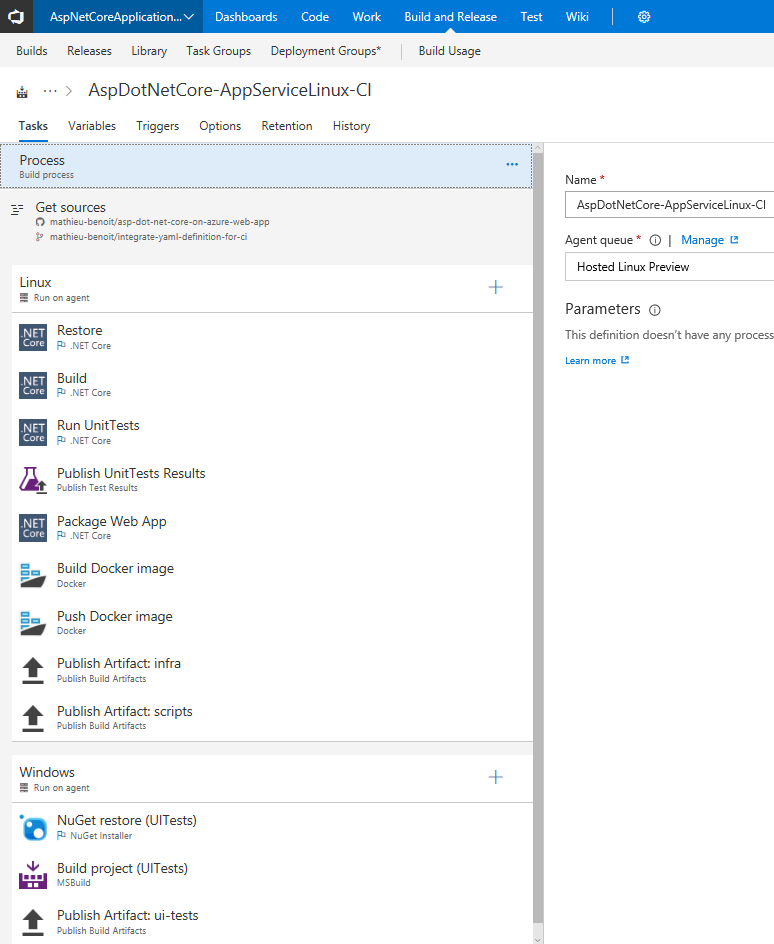 AspNetCoreApplication... Dashboards Code Work Build and Release Test Wiki
Builds Releases Library Task Groups Deployment Groups* | Build Usage
... > AspDotNetCore-AppServiceLinux-CI
Tasks Variables Triggers Options Retention History
Process ...
Build process
Get sources
mathieu-benoit/asp-dot-net-core-on-azure-web-app
mathieu-benoit/integrate-yaml-definition-for-ci
Linux
Run on agent
.NET Core Restore
.NET Core
.NET Core Build
.NET Core
.NET Core Run UnitTests
.NET Core
Publish UnitTests Results
Publish Test Results
.NET Core Package Web App
.NET Core
Build Docker image
Docker
Push Docker image
Docker
Publish Artifact: infra
Publish Build Artifacts
Publish Artifact: scripts
Publish Build Artifacts
Windows
Run on agent
NuGet restore (UITests)
NuGet Installer
Build project (UITests)
MSBuild
Publish Artifact: ui-tests
Publish Build Artifacts
Name *
AspDotNetCore-AppServiceLinux-CI
Agent queue * | Manage
Hosted Linux Preview
Parameters
This definition doesn't have any process
Learn more